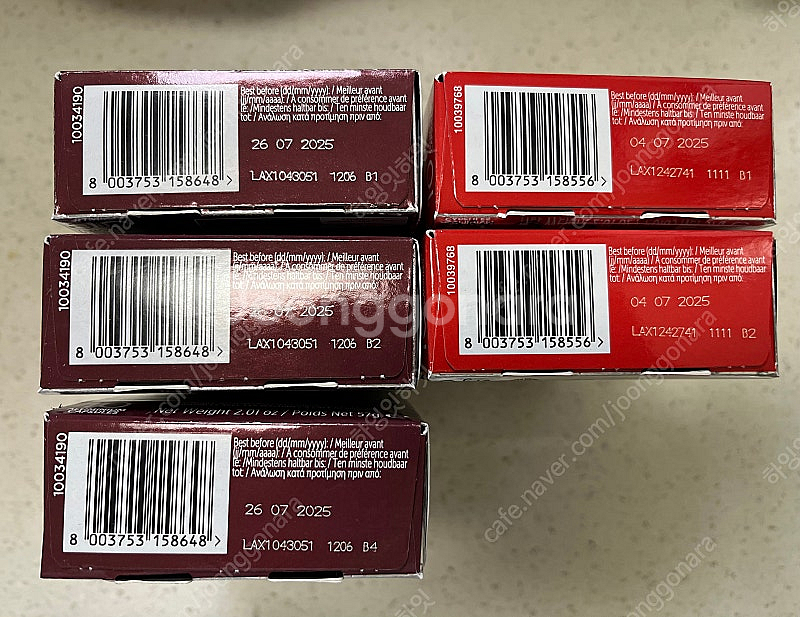 10034190
Best before (dd/mm/yyyy): / Meilleur avant
(jj/mm/aaaa): / A consommer de préférence avant
le: /Mindestens haltbar bis: / Ten minste houdbaar
tot: / Ανάλωση κατά προτίμηση πριν από:
26 07 2025
LAX1043051 1206 B1
8 003753 158648 >
10039768
Best before (dd/mm/yyyy): / Meilleur avant
(jj/mm/aaaa): / A consommer de préférence avant
le: /Mindestens haltbar bis: / Ten minste houdbaar
tot: / Ανάλωση κατά προτίμηση πριν από:
04 07 2025
LAX1242741 1111 B1
8 003753 158556 >
10034190
Best before (dd/mm/yyyy): / Meilleur avant
(jj/mm/aaaa): / A consommer de préférence avant
le: /Mindestens haltbar bis: / Ten minste houdbaar
tot: / Ανάλωση κατά προτίμηση πριν από:
26 07 2025
LAX1043051 1206 B2
8 003753 158648 >
10039768
Best before (dd/mm/yyyy): / Meilleur avant
(jj/mm/aaaa): / A consommer de préférence avant
le: /Mindestens haltbar bis: / Ten minste houdbaar
tot: / Ανάλωση κατά προτίμηση πριν από:
04 07 2025
LAX1242741 1111 B2
8 003753 158556 >
Net Weight 2.01 oz / Poids Net 57g
10034190
Best before (dd/mm/yyyy): / Meilleur avant
(jj/mm/aaaa): / A consommer de préférence avant
le: /Mindestens haltbar bis: / Ten minste houdbaar
tot: / Ανάλωση κατά προτίμηση πριν από:
26 07 2025
LAX1043051 1206 B4
8 003753 158648 >
joonggonara
cafe.naver.com/joonggonara